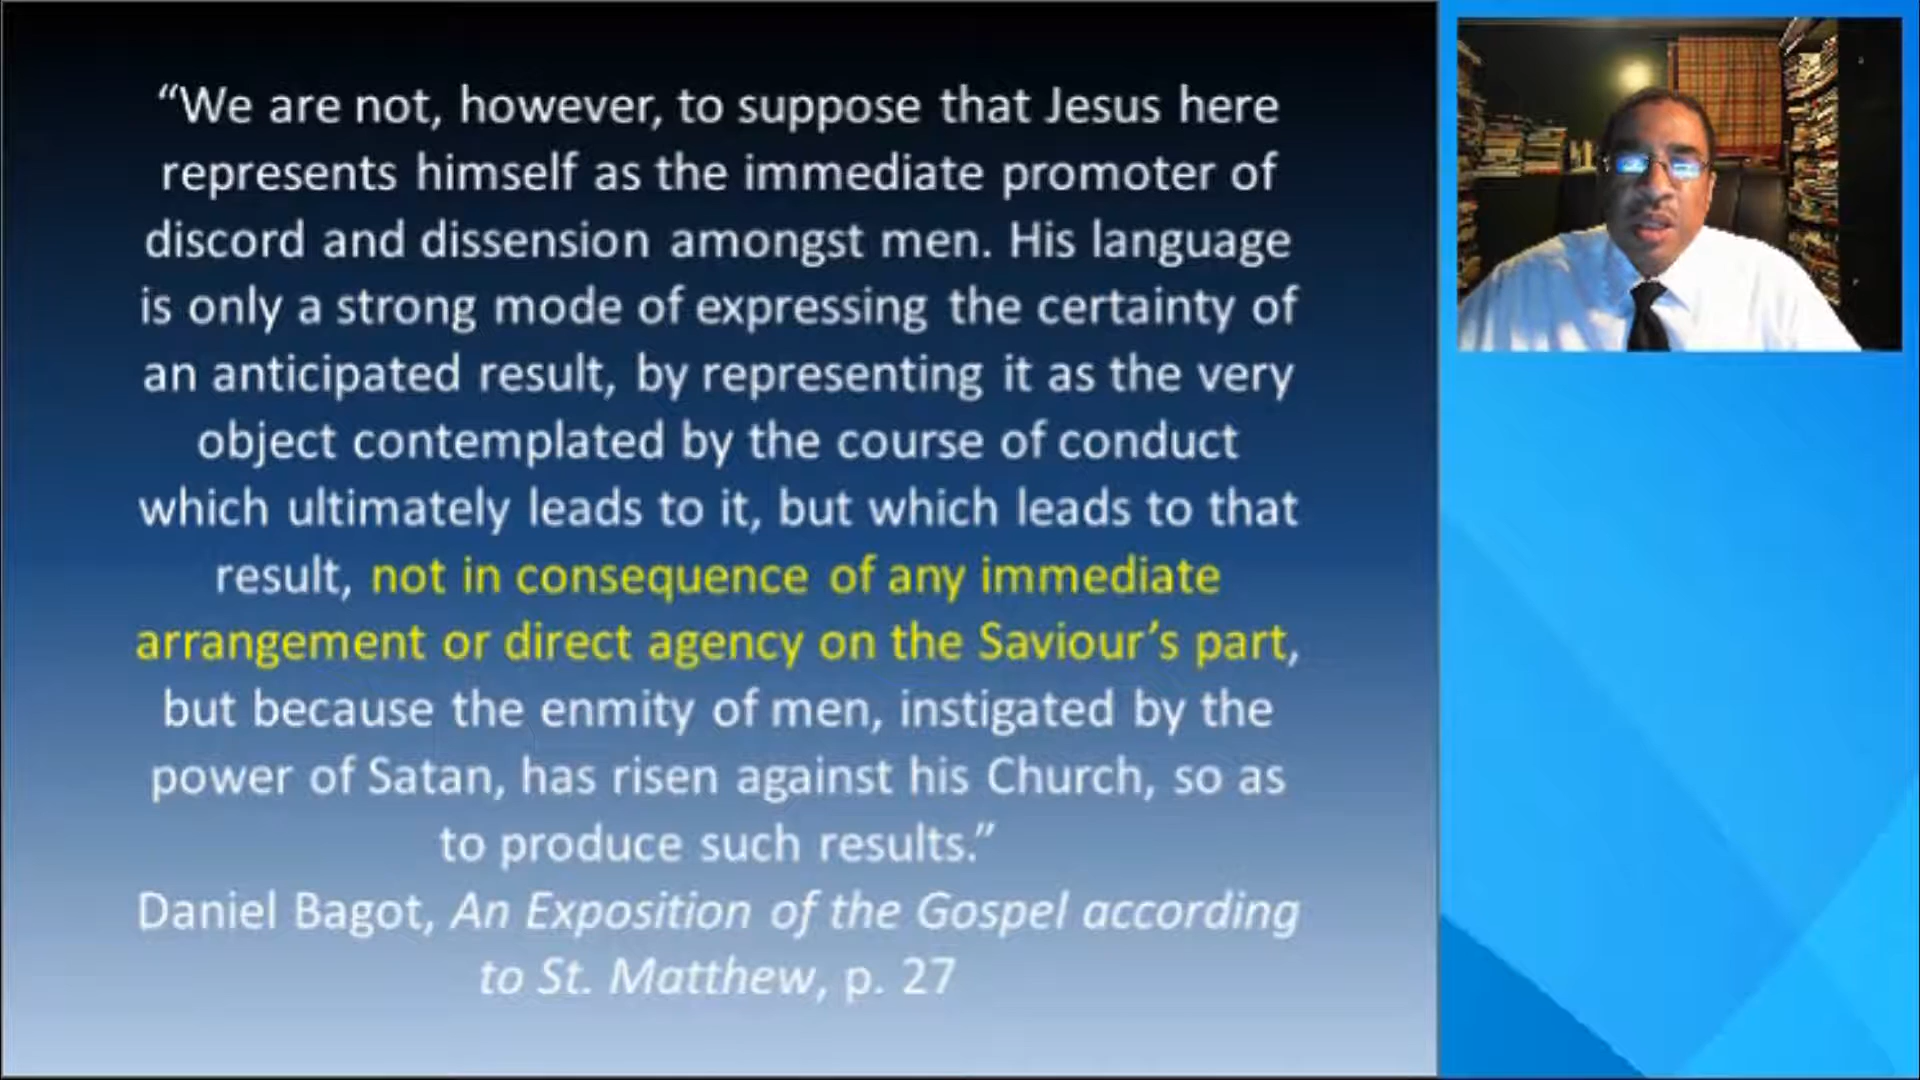 “We are not, however, to suppose that Jesus here
represents himself as the immediate promoter of
discord and dissension amongst men. His language
is only a strong mode of expressing the certainty of
an anticipated result, by representing it as the very
object contemplated by the course of conduct
which ultimately leads to it, but which leads to that
result, not in consequence of any immediate
arrangement or direct agency on the Saviour’s part,
but because the enmity of men, instigated by the
power of Satan, has risen against his Church, so as
to produce such results.”
Daniel Bagot, An Exposition of the Gospel according
to St. Matthew, p. 27